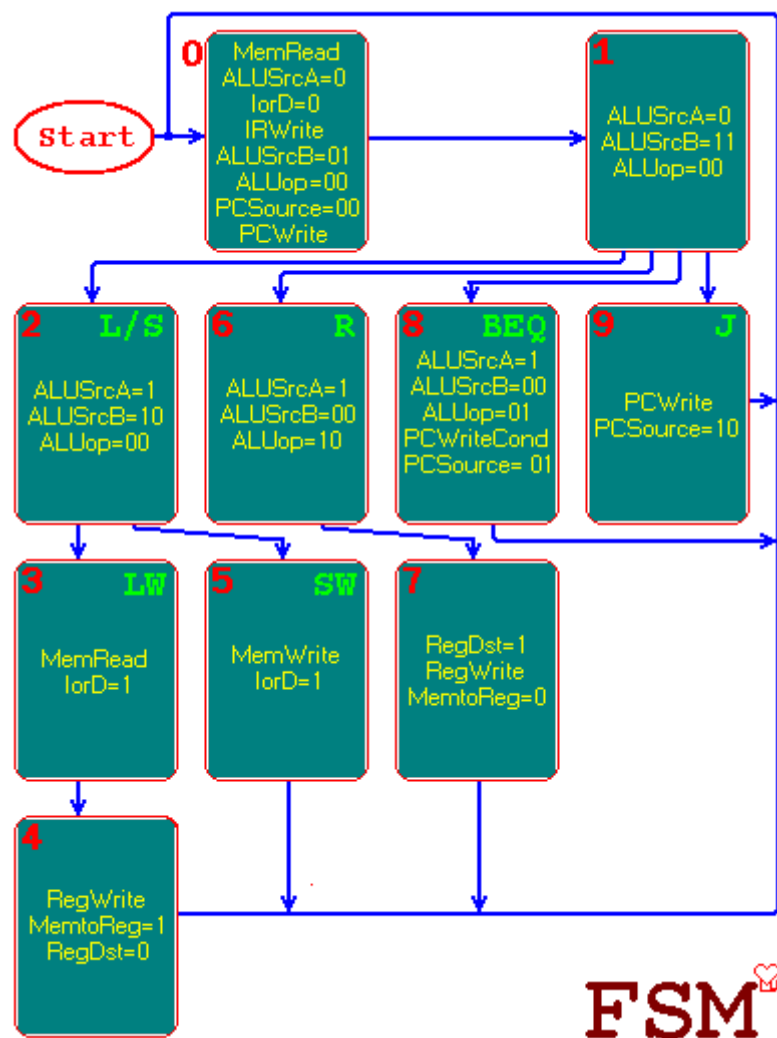 Start
0
MemRead
ALUSrcA=0
IorD=0
IRWrite
ALUSrcB=01
ALUop=00
PCSource=00
PCWrite
1
ALUSrcA=0
ALUSrcB=11
ALUop=00
2 L/S
ALUSrcA=1
ALUSrcB=10
ALUop=00
6 R
ALUSrcA=1
ALUSrcB=00
ALUop=10
8 BEQ
ALUSrcA=1
ALUSrcB=00
ALUop=01
PCWriteCond
PCSource= 01
9 J
PCWrite
PCSource=10
3 LW
MemRead
IorD=1
5 SW
MemWrite
IorD=1
7
RegDst=1
RegWrite
MemtoReg=0
4
RegWrite
MemtoReg=1
RegDst=0
FSM